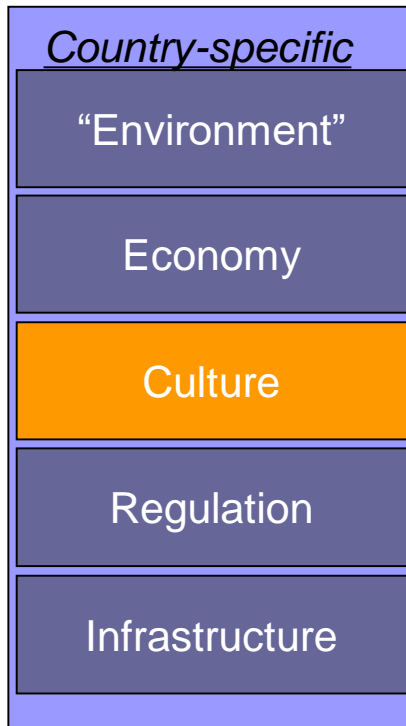 Country-specific
“Environment”
Economy
Culture
Regulation
Infrastructure